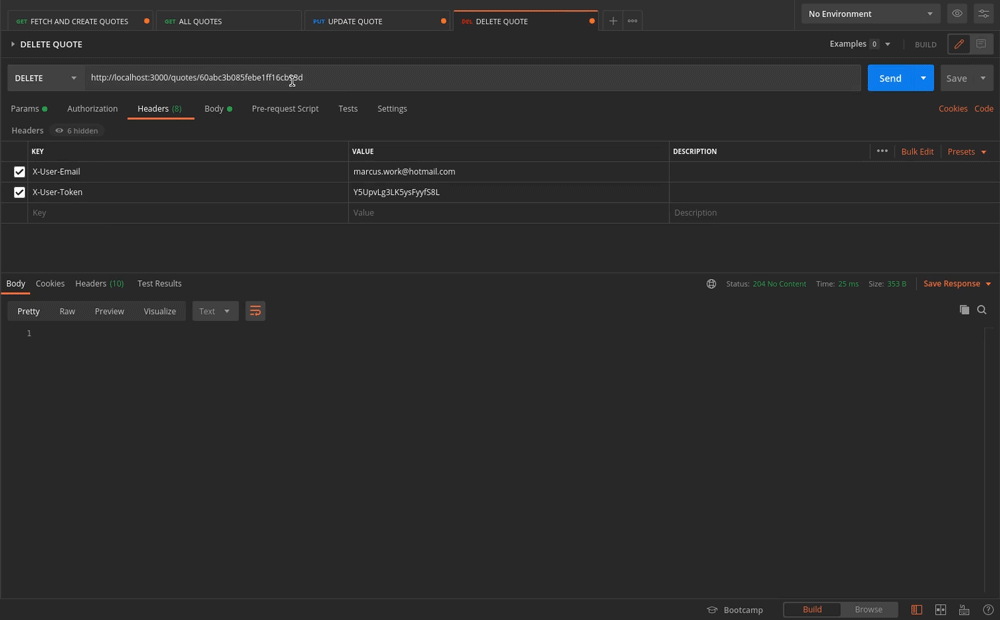 GET FETCH AND CREATE QUOTES GET ALL QUOTES PUT UPDATE QUOTE DEL DELETE QUOTE No Environment
DELETE QUOTE Examples 0 BUILD
DELETE http://localhost:3000/quotes/60abc3b085febe1ff16cb98d Send Save
Params Authorization Headers (8) Body Pre-request Script Tests Settings Cookies Code
Headers 6 hidden
KEY VALUE DESCRIPTION ••• Bulk Edit Presets
X-User-Email marcus.work@hotmail.com
X-User-Token Y5UpvLg3LK5ysFyyfS8L
Key Value Description
Body Cookies Headers (10) Test Results Status: 204 No Content Time: 25 ms Size: 353 B Save Response
Pretty Raw Preview Visualize Text
1
Bootcamp Build Browse